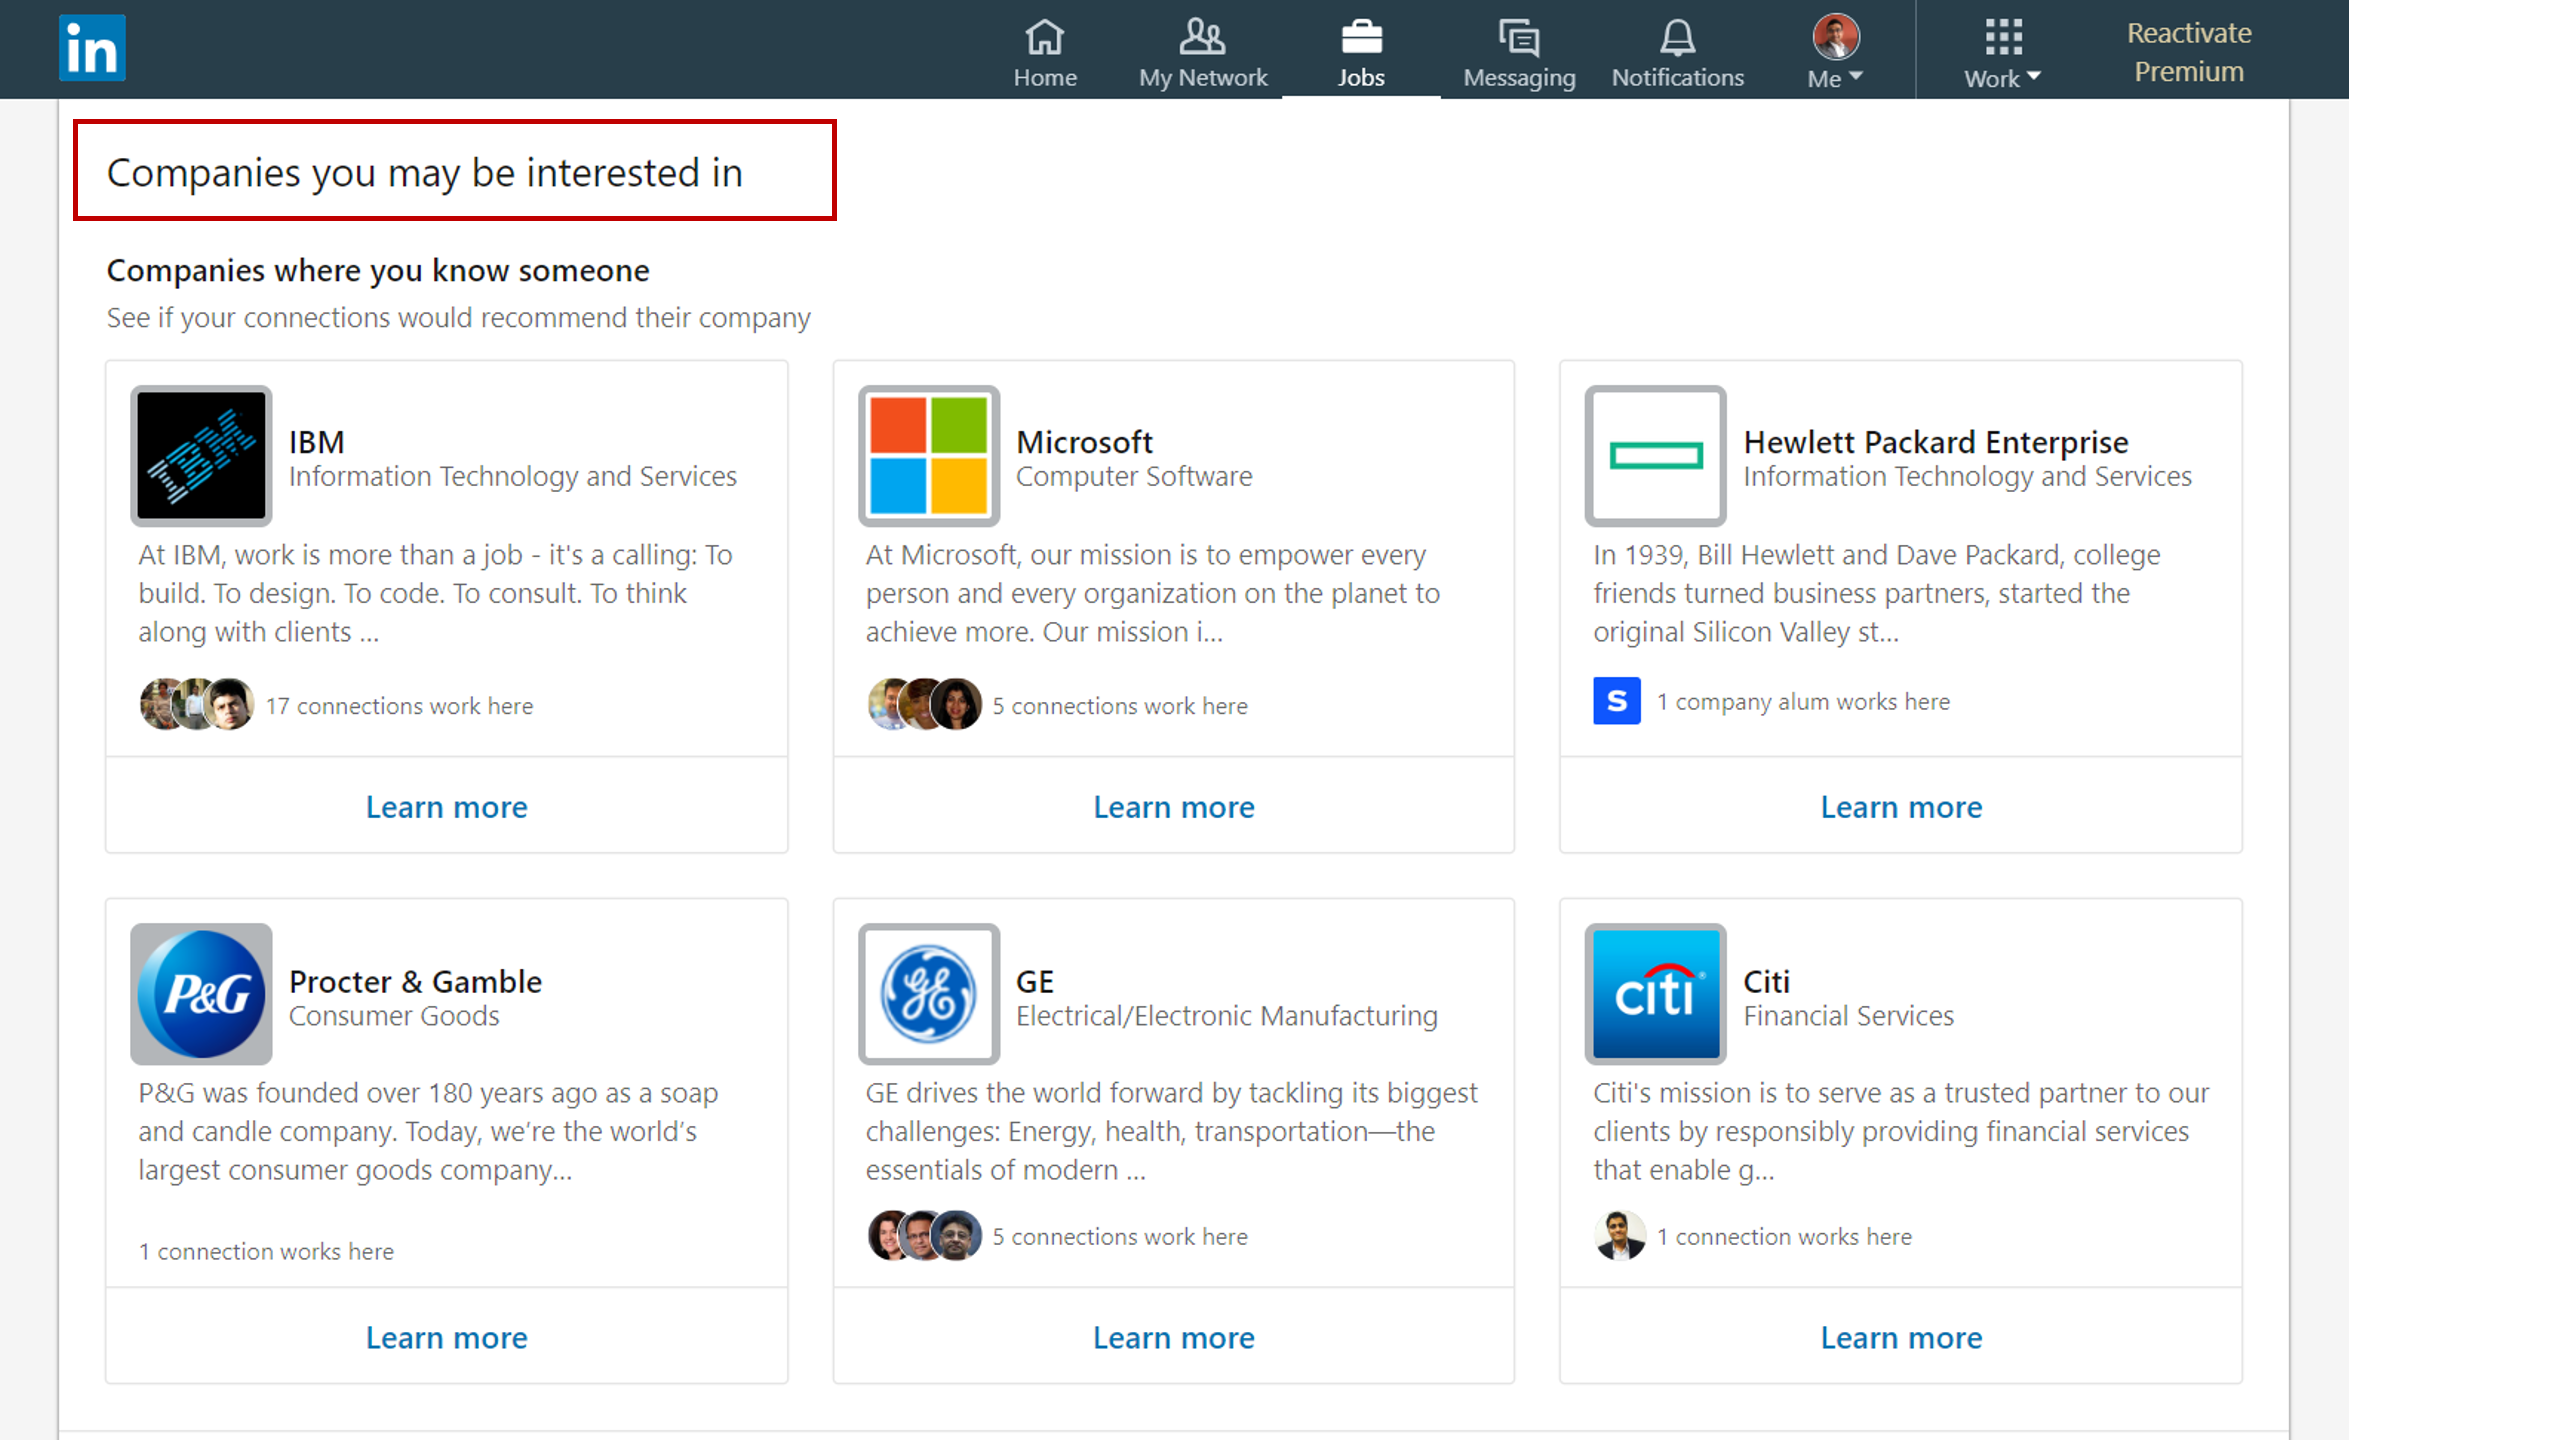 in
Home
My Network
Jobs
Messaging
Notifications
Me
Work
Reactivate
Premium
Companies you may be interested in
Companies where you know someone
See if your connections would recommend their company
IBM
IBM
Information Technology and Services
At IBM, work is more than a job - it's a calling: To
build. To design. To code. To consult. To think
along with clients ...
17 connections work here
Learn more
Microsoft
Computer Software
At Microsoft, our mission is to empower every
person and every organization on the planet to
achieve more. Our mission i...
5 connections work here
Learn more
Hewlett Packard Enterprise
Information Technology and Services
In 1939, Bill Hewlett and Dave Packard, college
friends turned business partners, started the
original Silicon Valley st...
S
1 company alum works here
Learn more
P&G
Procter & Gamble
Consumer Goods
P&G was founded over 180 years ago as a soap
and candle company. Today, we’re the world’s
largest consumer goods company...
1 connection works here
Learn more
GE
GE
Electrical/Electronic Manufacturing
GE drives the world forward by tackling its biggest
challenges: Energy, health, transportation—the
essentials of modern ...
5 connections work here
Learn more
citi®
Citi
Financial Services
Citi's mission is to serve as a trusted partner to our
clients by responsibly providing financial services
that enable g...
1 connection works here
Learn more